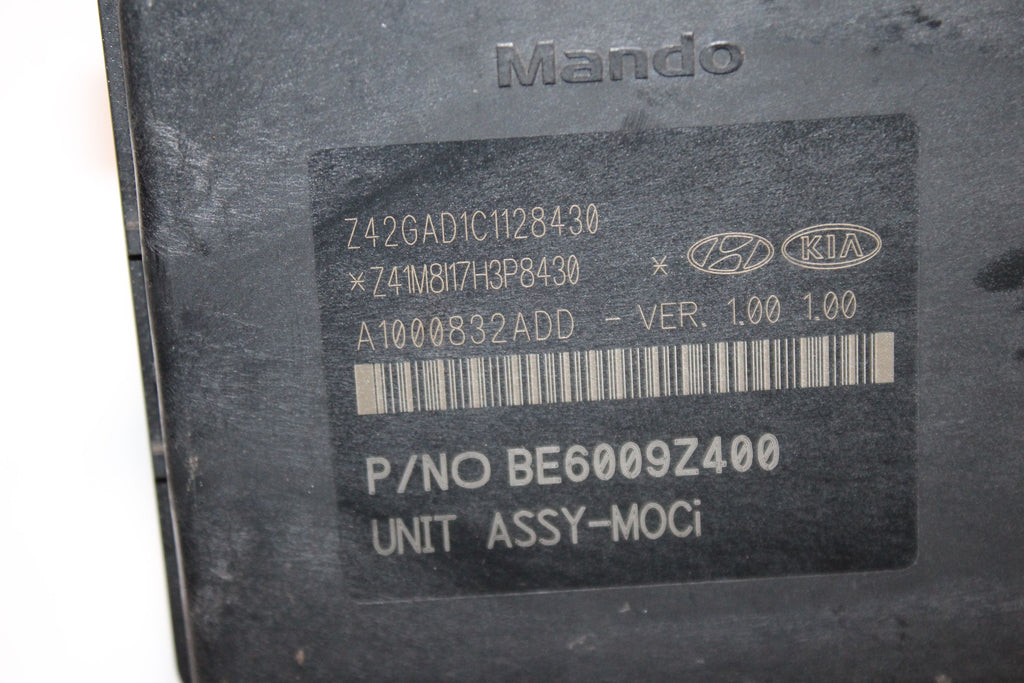 Mando
Z42GAD1C1128430
*Z41M8I17H3P8430 *
KIA
A1000832ADD - VER. 1.00 1.00
P/NO BE6009Z400
UNIT ASSY-MOCi